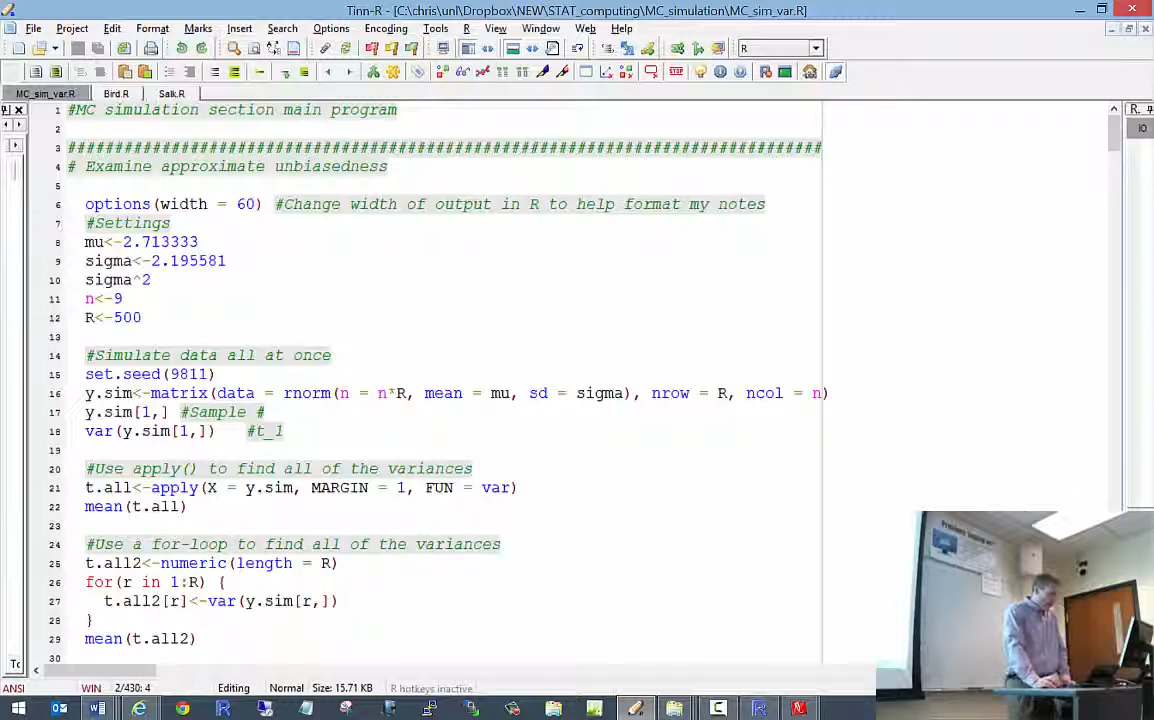 Tinn-R - [C:\chris\unl\Dropbox\NEW\STAT_computing\MC_simulation\MC_sim_var.R]
File Project Edit Format Marks Insert Search Options Encoding Tools R View Window Web Help
R
MC_sim_var.R Bird.R Salk.R
R.
IO
1 #MC simulation section main program
2
3 ################################################################################
4 # Examine approximate unbiasedness
5
6 options(width = 60) #Change width of output in R to help format my notes
7 #Settings
8 mu<-2.713333
9 sigma<-2.195581
10 sigma^2
11 n<-9
12 R<-500
13
14 #Simulate data all at once
15 set.seed(9811)
16 y.sim<-matrix(data = rnorm(n = n*R, mean = mu, sd = sigma), nrow = R, ncol = n)
17 y.sim[1,] #Sample #
18 var(y.sim[1,]) #t_1
19
20 #Use apply() to find all of the variances
21 t.all<-apply(X = y.sim, MARGIN = 1, FUN = var)
22 mean(t.all)
23
24 #Use a for-loop to find all of the variances
25 t.all2<-numeric(length = R)
26 for(r in 1:R) {
27 t.all2[r]<-var(y.sim[r,])
28 }
29 mean(t.all2)
30
To
ANSI WIN 2/430: 4 Editing Normal Size: 15.71 KB R hotkeys inactive